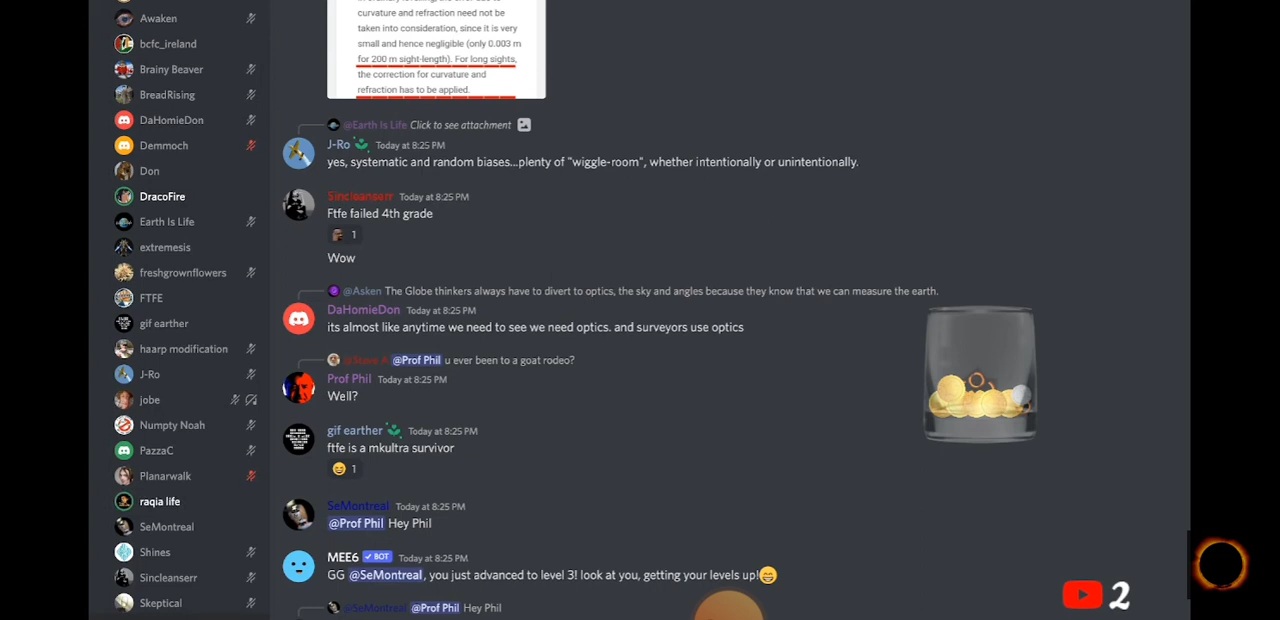 Awaken
bcfc_ireland
Brainy Beaver
BreadRising
DaHomieDon
Demmoch
Don
DracoFire
Earth Is Life
extremesis
freshgrownflowers
FTFE
gif earther
haarp modification
J-Ro
jobe
Numpty Noah
PazzaC
Planarwalk
raqia life
SeMontreal
Shines
Sincleanserr
Skeptical
curvature and refraction need not be
taken into consideration, since it is very
small and hence negligible (only 0.003 m
for 200 m sight-length). For long sights,
the correction for curvature and
refraction has to be applied.
@Earth Is Life Click to see attachment
J-Ro Today at 8:25 PM
yes, systematic and random biases...plenty of "wiggle-room", whether intentionally or unintentionally.
Sincleanserr Today at 8:25 PM
Ftfe failed 4th grade
1
Wow
@Asken The Globe thinkers always have to divert to optics, the sky and angles because they know that we can measure the earth.
DaHomieDon Today at 8:25 PM
its almost like anytime we need to see we need optics. and surveyors use optics
@Prof Phil u ever been to a goat rodeo?
Prof Phil Today at 8:25 PM
Well?
gif earther Today at 8:25 PM
ftfe is a mkultra survivor
1
SeMontreal Today at 8:25 PM
@Prof Phil Hey Phil
MEE6 BOT Today at 8:25 PM
GG @SeMontreal, you just advanced to level 3! look at you, getting your levels up!
@SeMontreal @Prof Phil Hey Phil
2